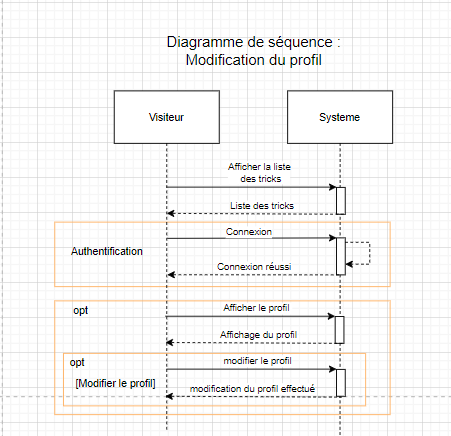 Diagramme de séquence :
Modification du profil
Visiteur
Systeme
Afficher la liste
des tricks
Liste des tricks
Connexion
Authentification
Connexion réussi
opt
Afficher le profil
Affichage du profil
opt
modifier le profil
[Modifier le profil]
modification du profil effectué